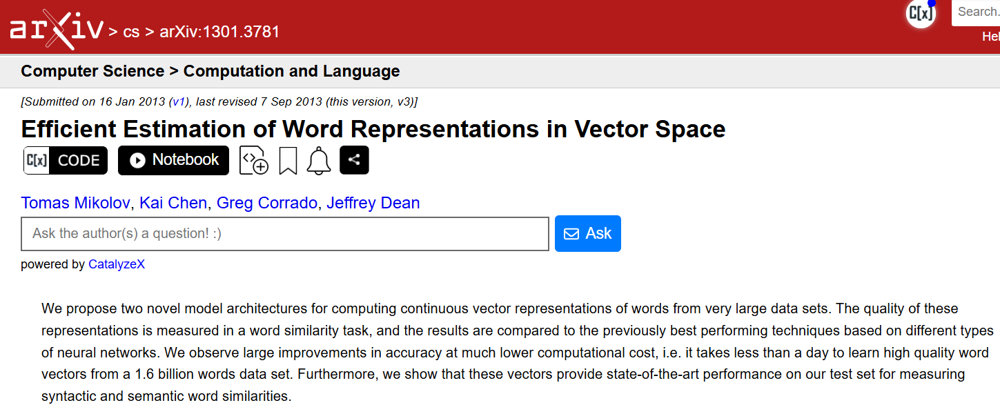 arXiv > cs > arXiv:1301.3781
C[x]
Search.
Hel
Computer Science > Computation and Language
[Submitted on 16 Jan 2013 (v1), last revised 7 Sep 2013 (this version, v3)]
Efficient Estimation of Word Representations in Vector Space
C[x] CODE Notebook
Tomas Mikolov, Kai Chen, Greg Corrado, Jeffrey Dean
Ask the author(s) a question! :) Ask
powered by CatalyzeX
We propose two novel model architectures for computing continuous vector representations of words from very large data sets. The quality of these
representations is measured in a word similarity task, and the results are compared to the previously best performing techniques based on different types
of neural networks. We observe large improvements in accuracy at much lower computational cost, i.e. it takes less than a day to learn high quality word
vectors from a 1.6 billion words data set. Furthermore, we show that these vectors provide state-of-the-art performance on our test set for measuring
syntactic and semantic word similarities.